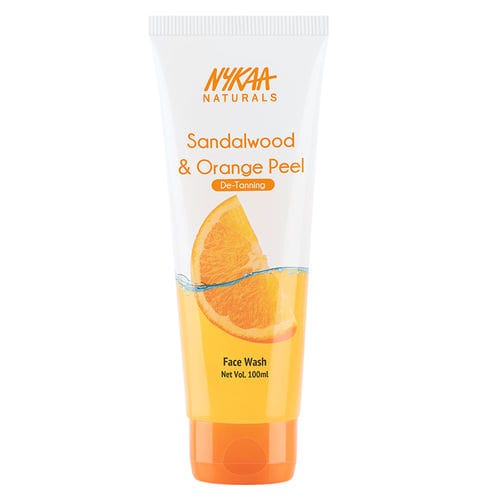 NYKAA
NATURALS
Sandalwood
& Orange Peel
De-Tanning
Face Wash
Net Vol. 100ml